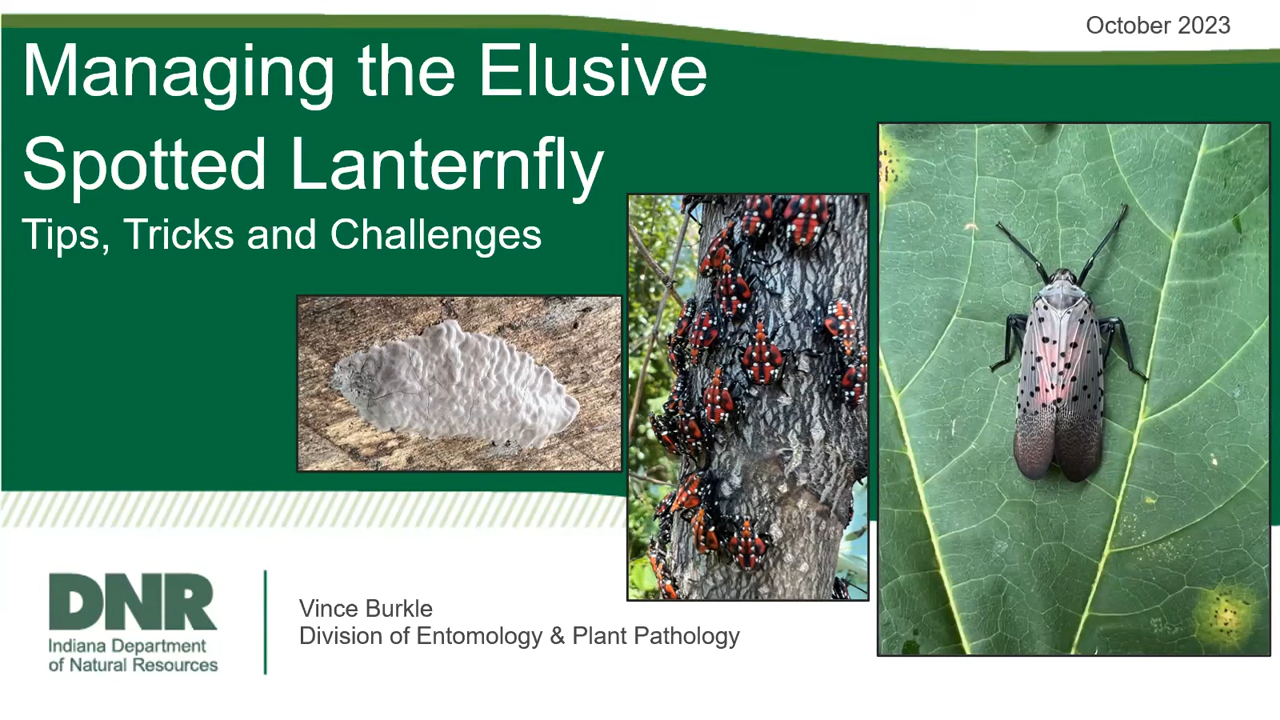 October 2023
Managing the Elusive
Spotted Lanternfly
Tips, Tricks and Challenges
DNR
Indiana Department
of Natural Resources
Vince Burkle
Division of Entomology & Plant Pathology